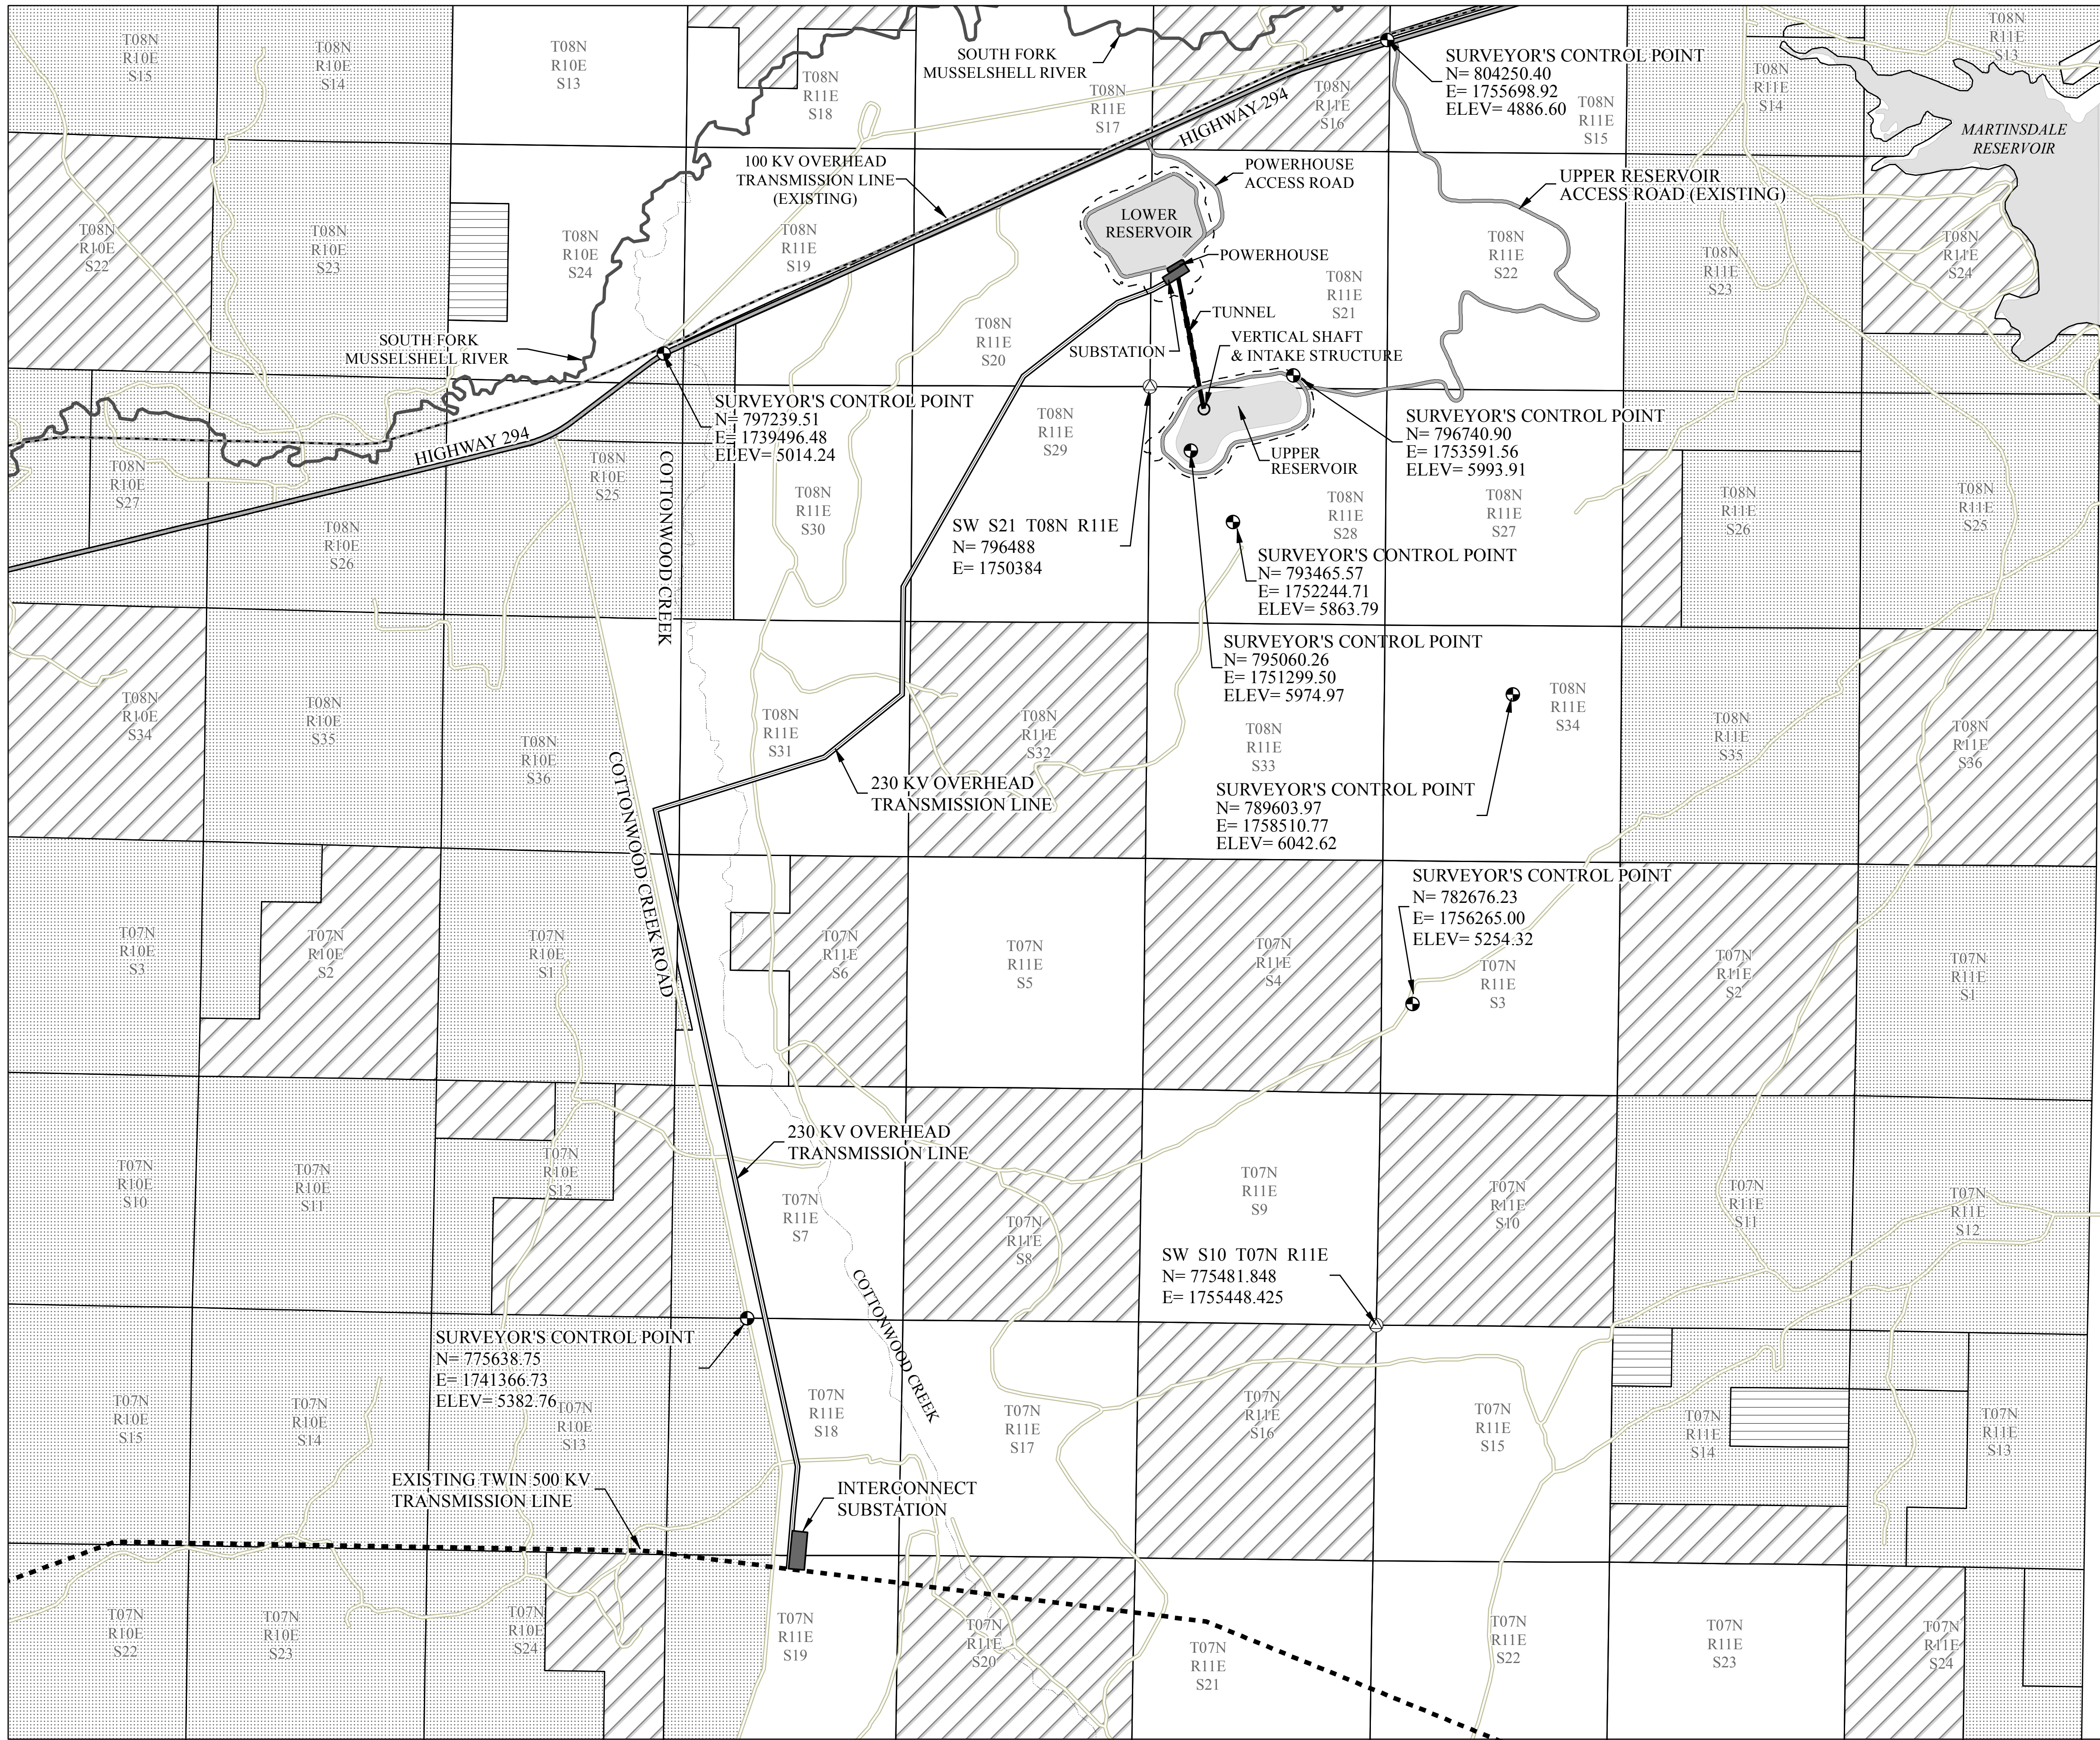 T08N
R10E
S15
T08N
R10E
S14
T08N
R10E
S13
T08N
R11E
S18
SOUTH FORK
MUSSELSHELL RIVER
T08N
R11E
S17
T08N
R11E
S16
HIGHWAY 294
SURVEYOR'S CONTROL POINT
N= 804250.40
E= 1755698.92
ELEV= 4886.60
T08N
R11E
S15
T08N
R11E
S14
T08N
R11E
S13
MARTINSDALE
RESERVOIR
T08N
R10E
S22
T08N
R10E
S23
T08N
R10E
S24
100 KV OVERHEAD
TRANSMISSION LINE
(EXISTING)
T08N
R11E
S19
LOWER
RESERVOIR
POWERHOUSE
ACCESS ROAD
POWERHOUSE
UPPER RESERVOIR
ACCESS ROAD (EXISTING)
T08N
R11E
S22
T08N
R11E
S23
T08N
R11E
S24
T08N
R11E
S21
T08N
R11E
S20
TUNNEL
SUBSTATION
VERTICAL SHAFT
& INTAKE STRUCTURE
SOUTH FORK
MUSSELSHELL RIVER
SURVEYOR'S CONTROL POINT
N= 797239.51
E= 1739496.48
ELEV= 5014.24
HIGHWAY 294
T08N
R11E
S29
UPPER
RESERVOIR
SURVEYOR'S CONTROL POINT
N= 796740.90
E= 1753591.56
ELEV= 5993.91
T08N
R10E
S27
T08N
R10E
S26
T08N
R10E
S25
COTTONWOOD CREEK
T08N
R11E
S30
SW S21 T08N R11E
N= 796488
E= 1750384
T08N
R11E
S28
T08N
R11E
S27
T08N
R11E
S26
T08N
R11E
S25
SURVEYOR'S CONTROL POINT
N= 793465.57
E= 1752244.71
ELEV= 5863.79
SURVEYOR'S CONTROL POINT
N= 795060.26
E= 1751299.50
ELEV= 5974.97
T08N
R10E
S34
T08N
R10E
S35
T08N
R10E
S36
T08N
R11E
S31
T08N
R11E
S32
T08N
R11E
S33
T08N
R11E
S34
T08N
R11E
S35
T08N
R11E
S36
COTTONWOOD CREEK ROAD
230 KV OVERHEAD
TRANSMISSION LINE
SURVEYOR'S CONTROL POINT
N= 789603.97
E= 1758510.77
ELEV= 6042.62
SURVEYOR'S CONTROL POINT
N= 782676.23
E= 1756265.00
ELEV= 5254.32
T07N
R10E
S3
T07N
R10E
S2
T07N
R10E
S1
T07N
R11E
S6
T07N
R11E
S5
T07N
R11E
S4
T07N
R11E
S3
T07N
R11E
S2
T07N
R11E
S1
230 KV OVERHEAD
TRANSMISSION LINE
T07N
R10E
S10
T07N
R10E
S11
T07N
R10E
S12
T07N
R11E
S7
T07N
R11E
S8
T07N
R11E
S9
T07N
R11E
S10
T07N
R11E
S11
T07N
R11E
S12
SW S10 T07N R11E
N= 775481.848
E= 1755448.425
COTTONWOOD CREEK
SURVEYOR'S CONTROL POINT
N= 775638.75
E= 1741366.73
ELEV= 5382.76
T07N
R10E
S15
T07N
R10E
S14
T07N
R10E
S13
T07N
R11E
S18
T07N
R11E
S17
T07N
R11E
S16
T07N
R11E
S15
T07N
R11E
S14
T07N
R11E
S13
EXISTING TWIN 500 KV
TRANSMISSION LINE
INTERCONNECT
SUBSTATION
T07N
R10E
S22
T07N
R10E
S23
T07N
R10E
S24
T07N
R11E
S19
T07N
R11E
S20
T07N
R11E
S21
T07N
R11E
S22
T07N
R11E
S23
T07N
R11E
S24